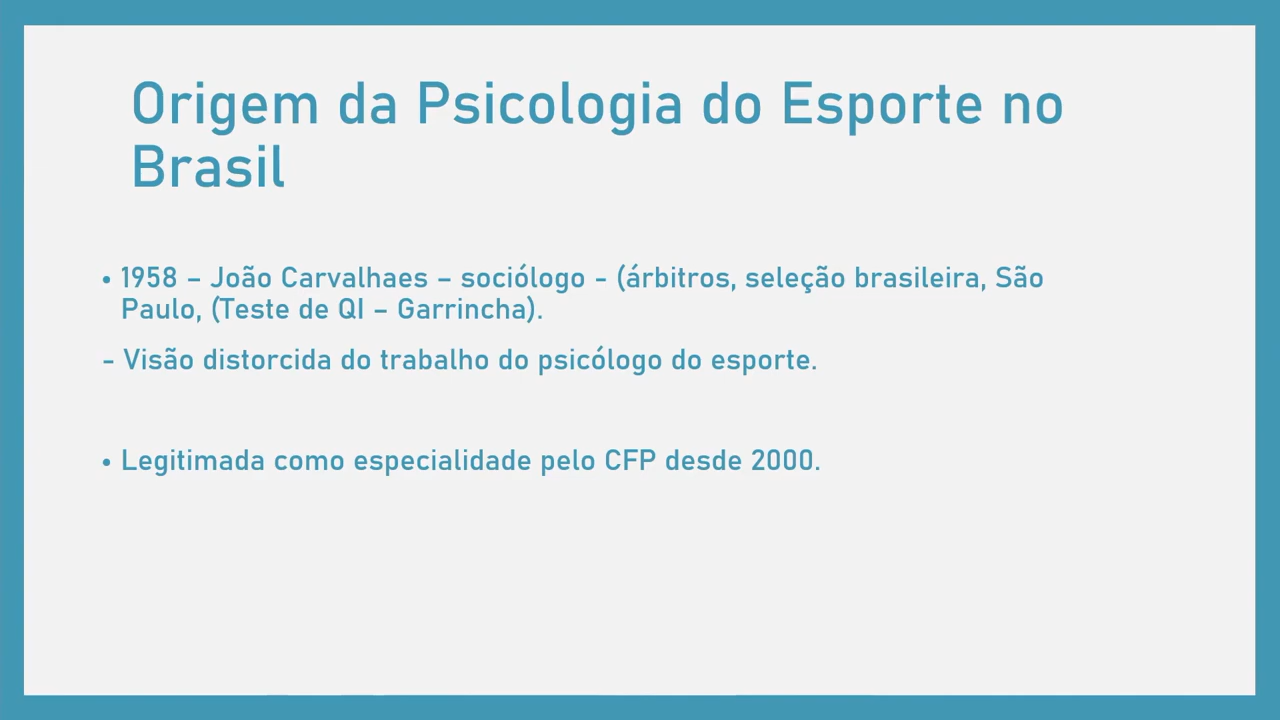 Origem da Psicologia do Esporte no
Brasil
• 1958 – João Carvalhaes – sociólogo - (árbitros, seleção brasileira, São
Paulo, (Teste de QI – Garrincha).
- Visão distorcida do trabalho do psicólogo do esporte.
• Legitimada como especialidade pelo CFP desde 2000.